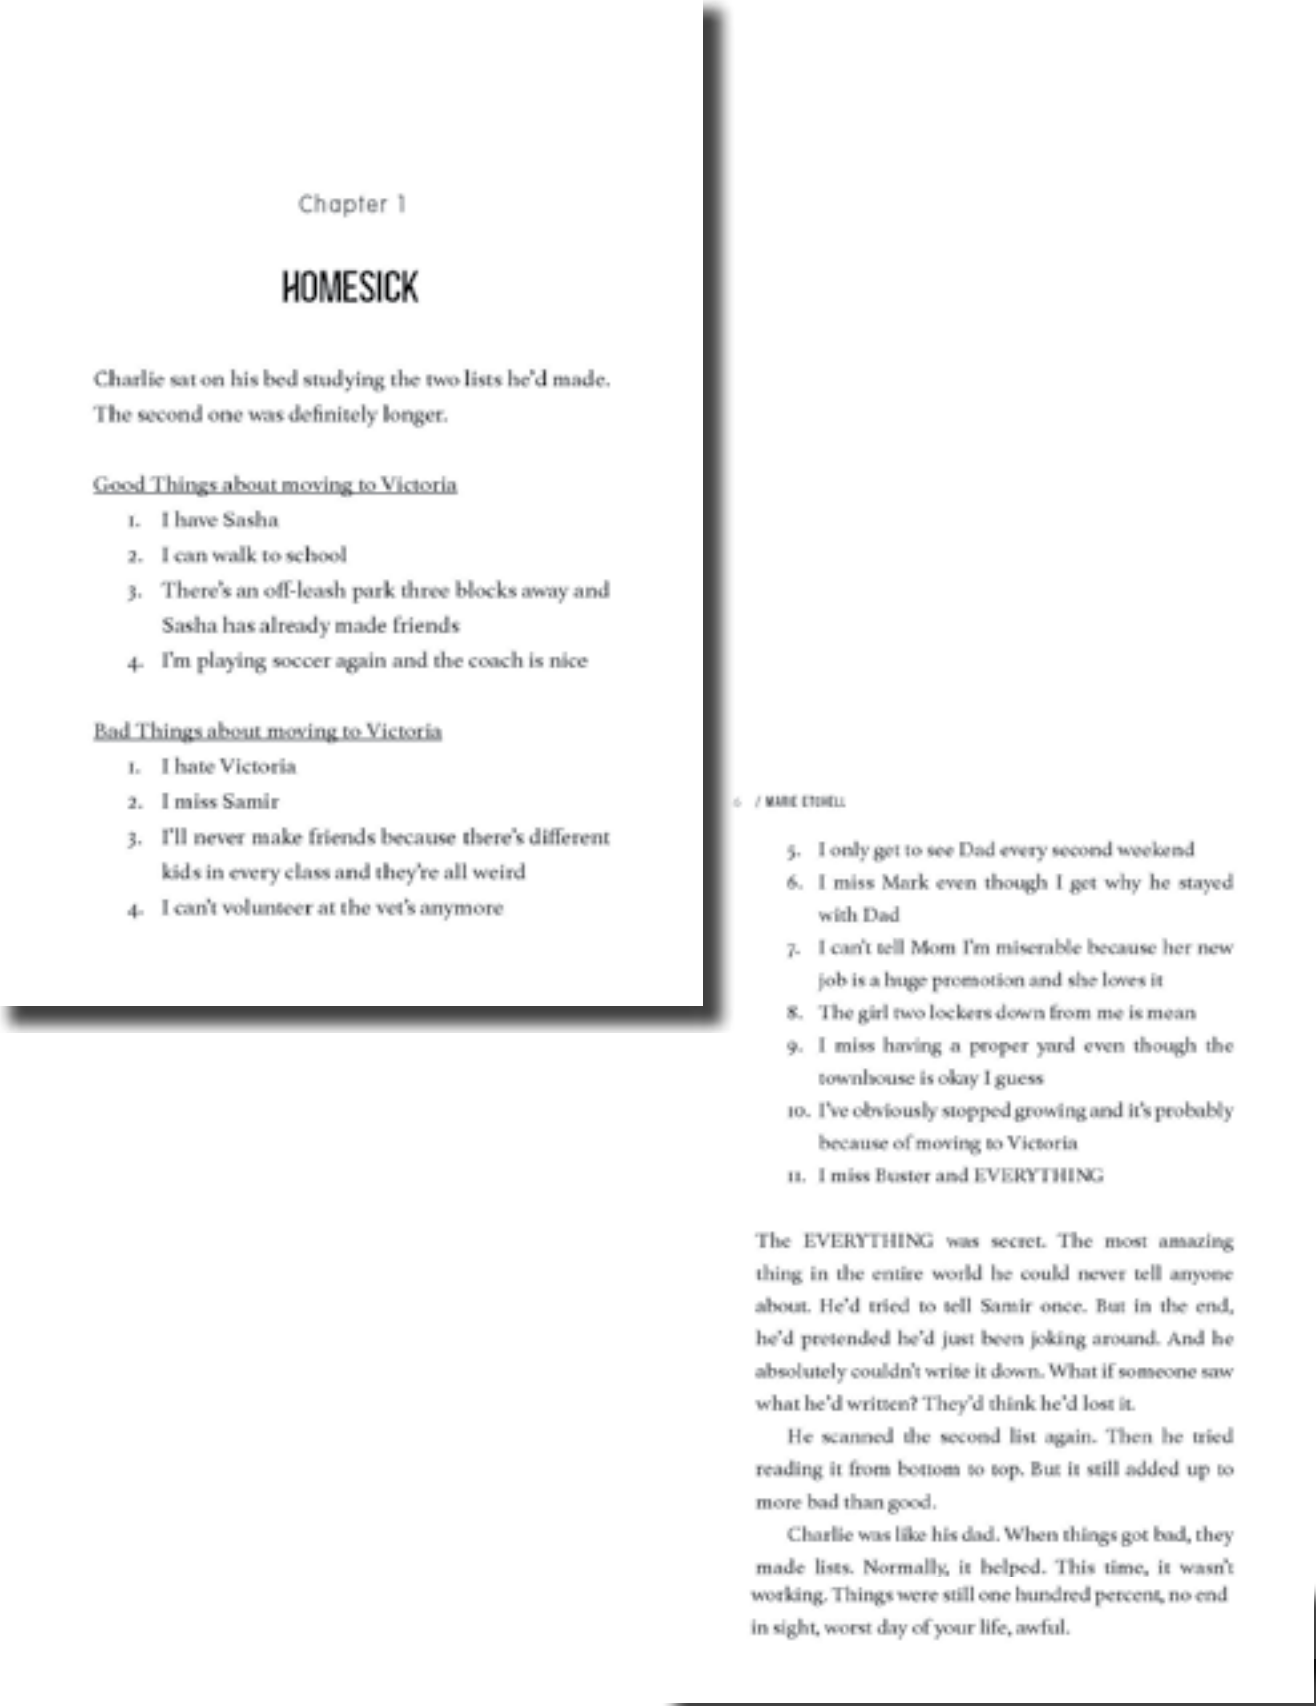 Chapter 1
HOMESICK
Charlie sat on his bed studying the two lists he'd made.
The second one was definitely longer.
Good Things about moving to Victoria
1. I have Sasha
2. I can walk to school
3. There's an off-leash park three blocks away and
Sasha has already made friends
4. I'm playing soccer again and the coach is nice
Bad Things about moving to Victoria
1. I hate Victoria
2. I miss Samir
3. I'll never make friends because there's different
kids in every class and they're all weird
4. I can't volunteer at the vet's anymore
6 / MARIE ETCHELL
5. I only get to see Dad every second weekend
6. I miss Mark even though I get why he stayed
with Dad
7. I can't tell Mom I'm miserable because her new
job is a huge promotion and she loves it
8. The girl two lockers down from me is mean
9. I miss having a proper yard even though the
townhouse is okay I guess
10. I've obviously stopped growing and it's probably
because of moving to Victoria
11. I miss Buster and EVERYTHING
The EVERYTHING was secret. The most amazing
thing in the entire world he could never tell anyone
about. He'd tried to tell Samir once. But in the end,
he'd pretended he'd just been joking around. And he
absolutely couldn't write it down. What if someone saw
what he'd written? They'd think he'd lost it.
He scanned the second list again. Then he tried
reading it from bottom to top. But it still added up to
more bad than good.
Charlie was like his dad. When things got bad, they
made lists. Normally, it helped. This time, it wasn't
working. Things were still one hundred percent, no end
in sight, worst day of your life, awful.